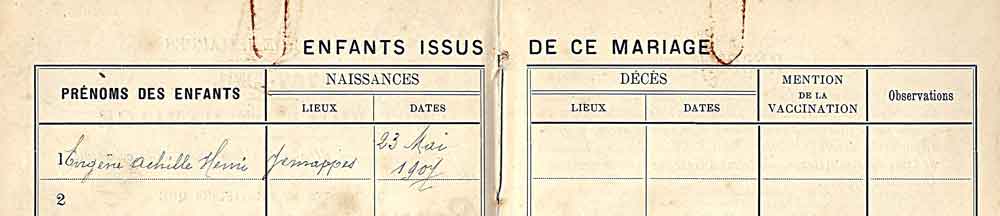 ENFANTS ISSUS DE CE MARIAGE
PRÉNOMS DES ENFANTS NAISSANCES DÉCÈS MENTION DE LA VACCINATION Observations
LIEUX DATES LIEUX DATES
1 Eugène Achille Henri Jemappes 23 Mai
1907
2